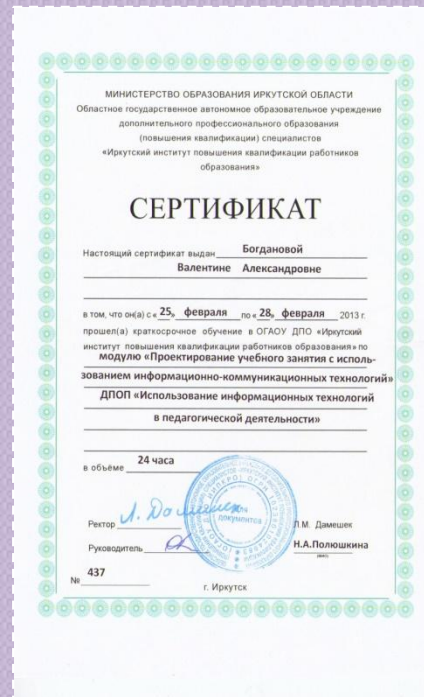 МИНИСТЕРСТВО ОБРАЗОВАНИЯ ИРКУТСКОЙ ОБЛАСТИ
Областное государственное автономное образовательное учреждение
дополнительного профессионального образования
(повышения квалификации) специалистов
«Иркутский институт повышения квалификации работников
образования»
СЕРТИФИКАТ
Настоящий сертификат выдан Богдановой
Валентине Александровне
в том, что он(а) с « 25» февраля по « 28» февраля 2013 г.
прошел(а) краткосрочное обучение в ОГАОУ ДПО «Иркутский
институт повышения квалификации работников образования» по
модулю «Проектирование учебного занятия с исполь-
зованием информационно-коммуникационных технологий»
ДПОП «Использование информационных технологий
в педагогической деятельности»
в объёме 24 часа
документов
Ректор Л. Дамешек Л.М. Дамешек
Руководитель Н.А.Полюшкина
№ 437
г. Иркутск